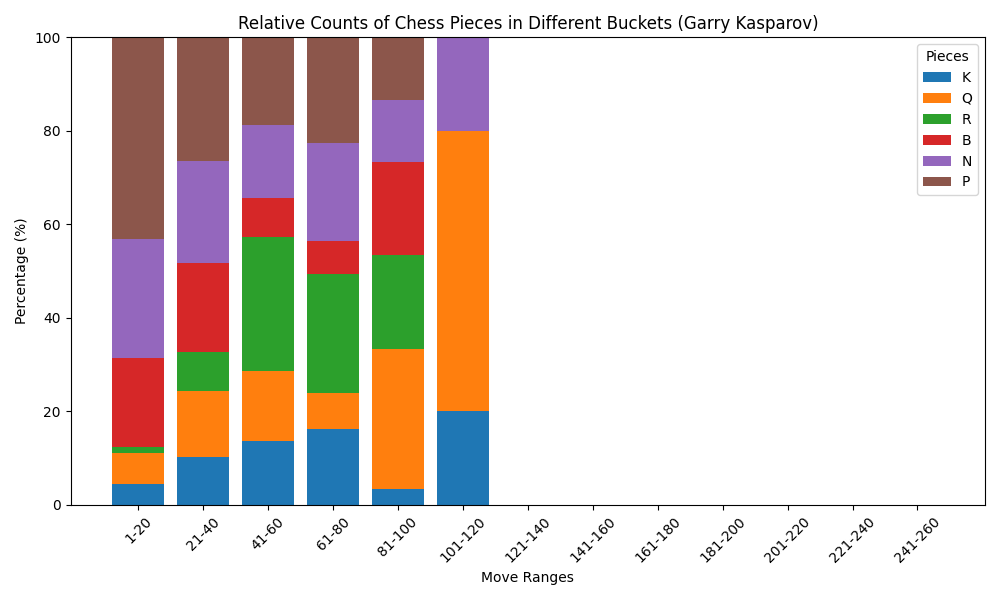 Relative Counts of Chess Pieces in Different Buckets (Garry Kasparov)
100
80
60
40
20
0
Percentage (%)
Pieces
K
Q
R
B
N
P
1-20
21-40
41-60
61-80
81-100
101-120
121-140
141-160
161-180
181-200
201-220
221-240
241-260
Move Ranges